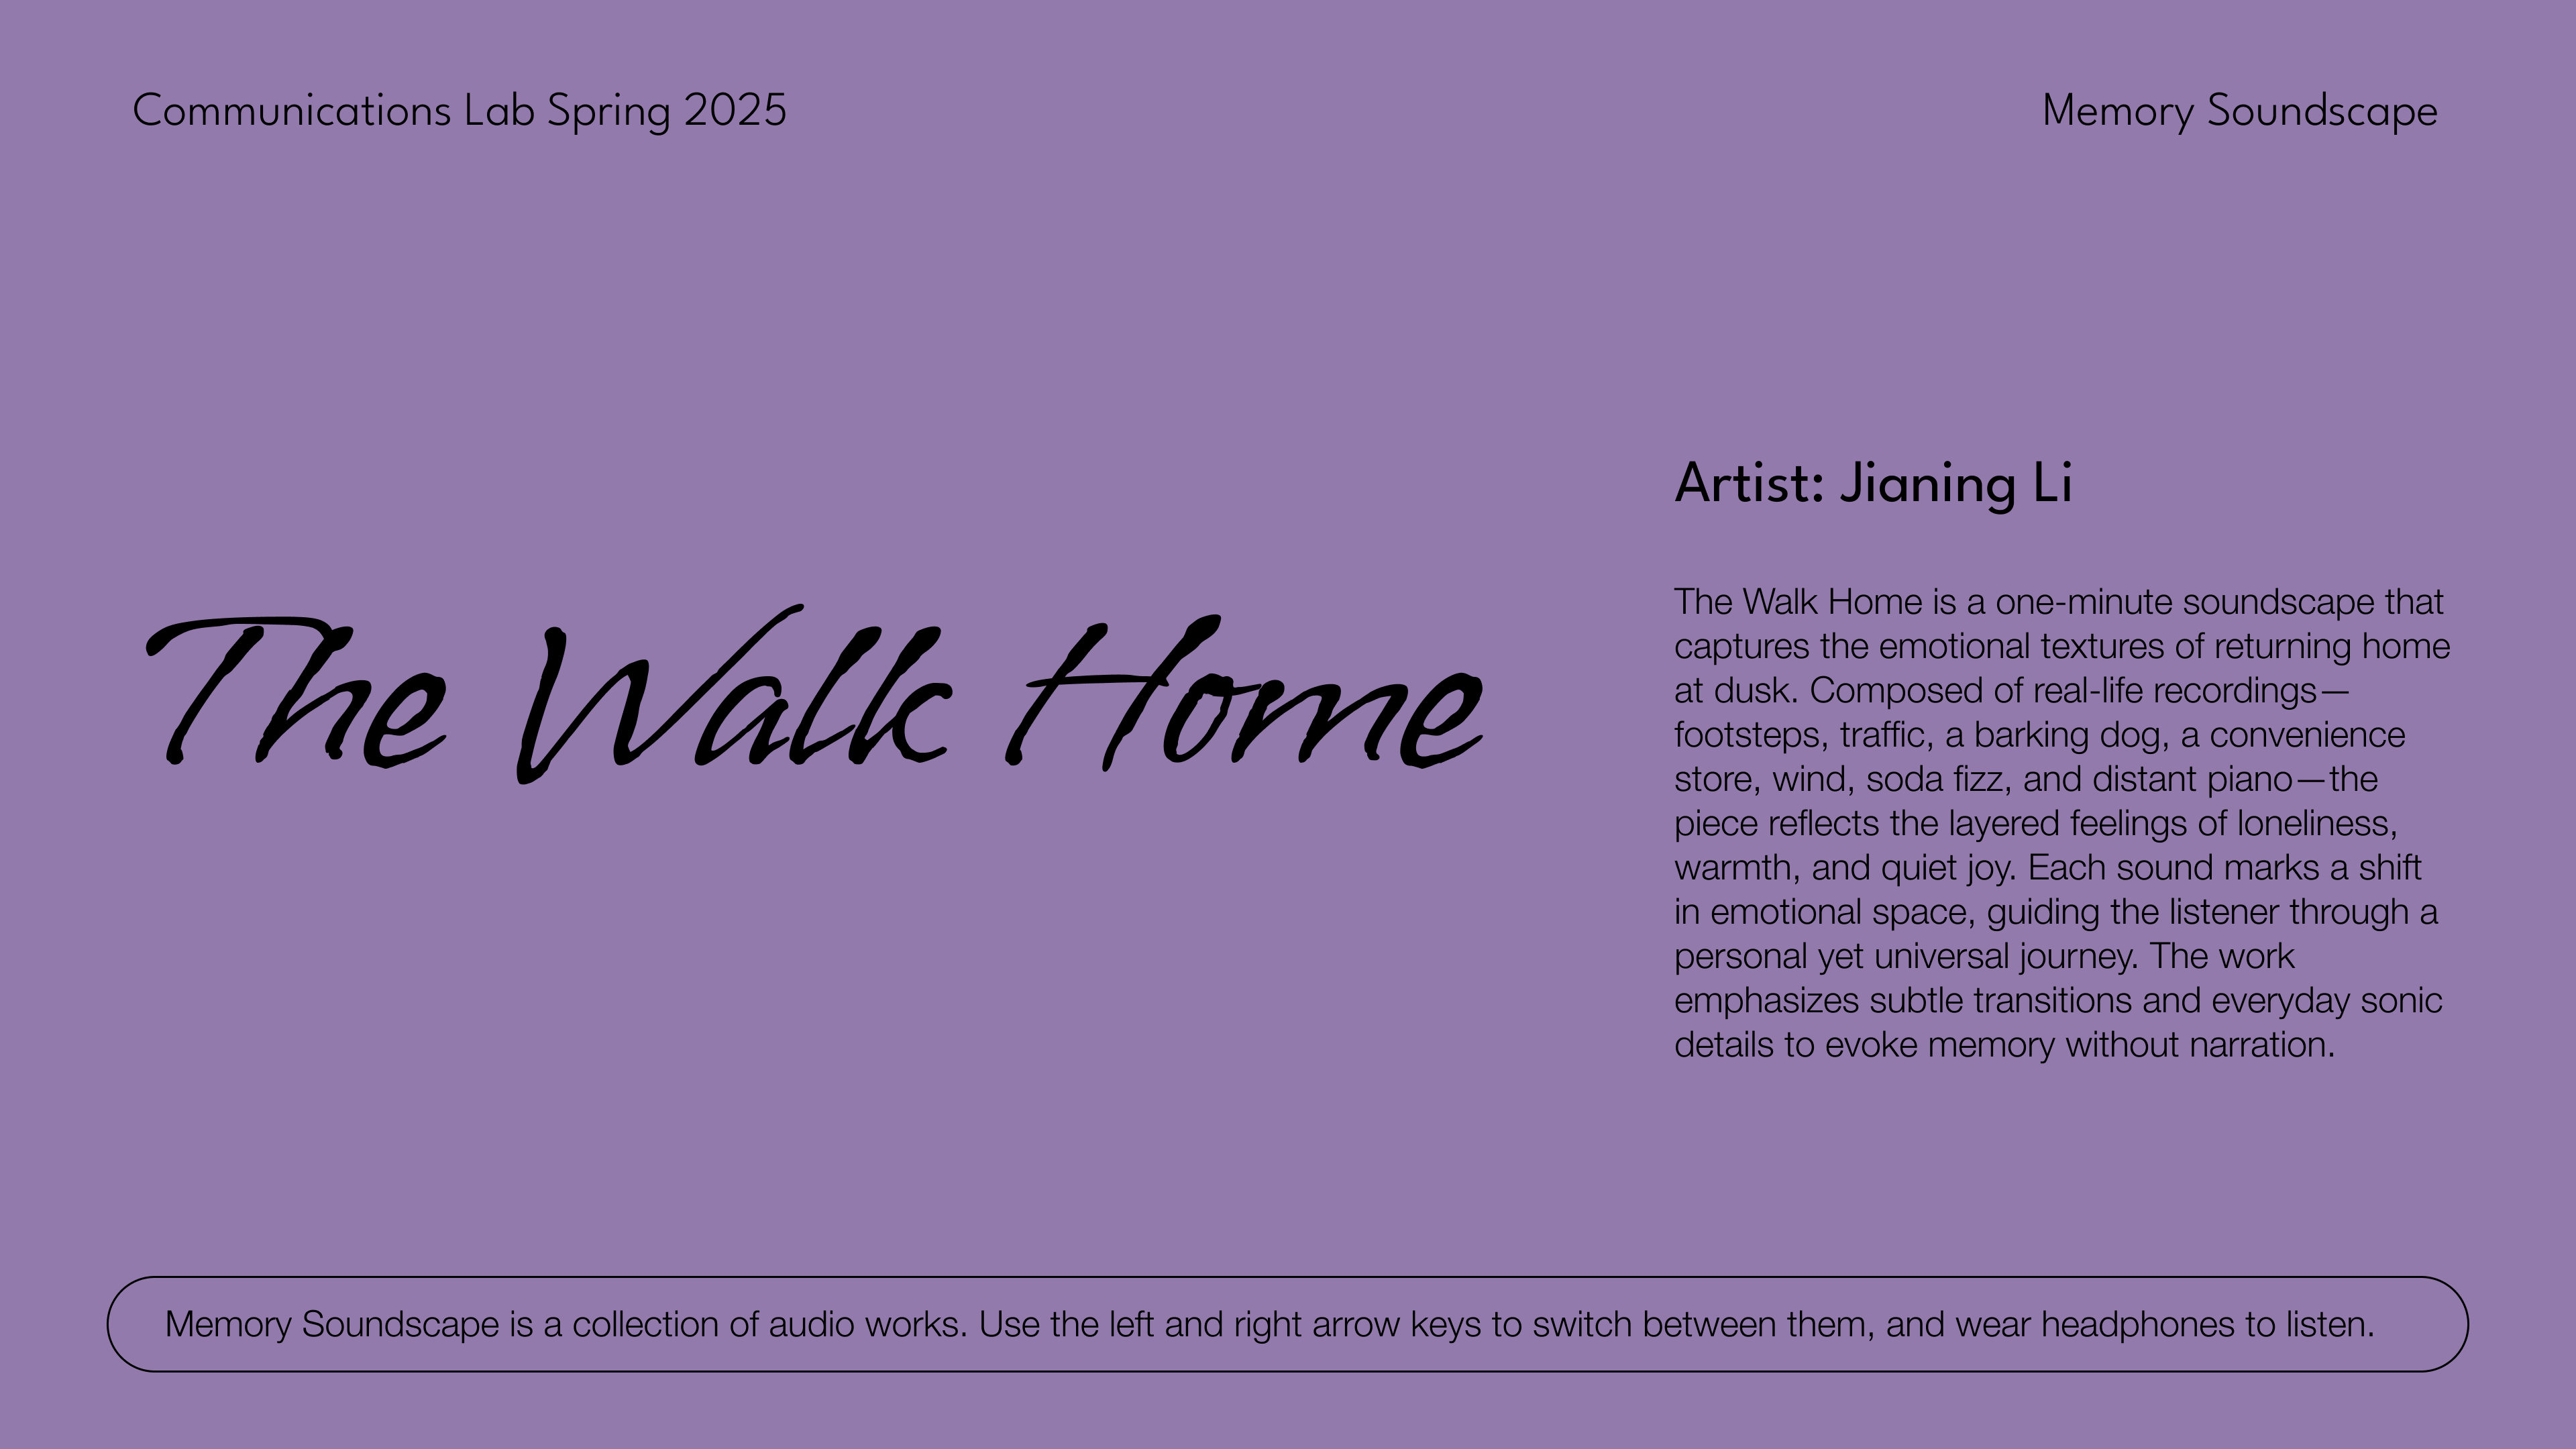 Communications Lab Spring 2025
Memory Soundscape
The Walk Home
Artist: Jianing Li
The Walk Home is a one-minute soundscape that
captures the emotional textures of returning home
at dusk. Composed of real-life recordings—
footsteps, traffic, a barking dog, a convenience
store, wind, soda fizz, and distant piano—the
piece reflects the layered feelings of loneliness,
warmth, and quiet joy. Each sound marks a shift
in emotional space, guiding the listener through a
personal yet universal journey. The work
emphasizes subtle transitions and everyday sonic
details to evoke memory without narration.
Memory Soundscape is a collection of audio works. Use the left and right arrow keys to switch between them, and wear headphones to listen.